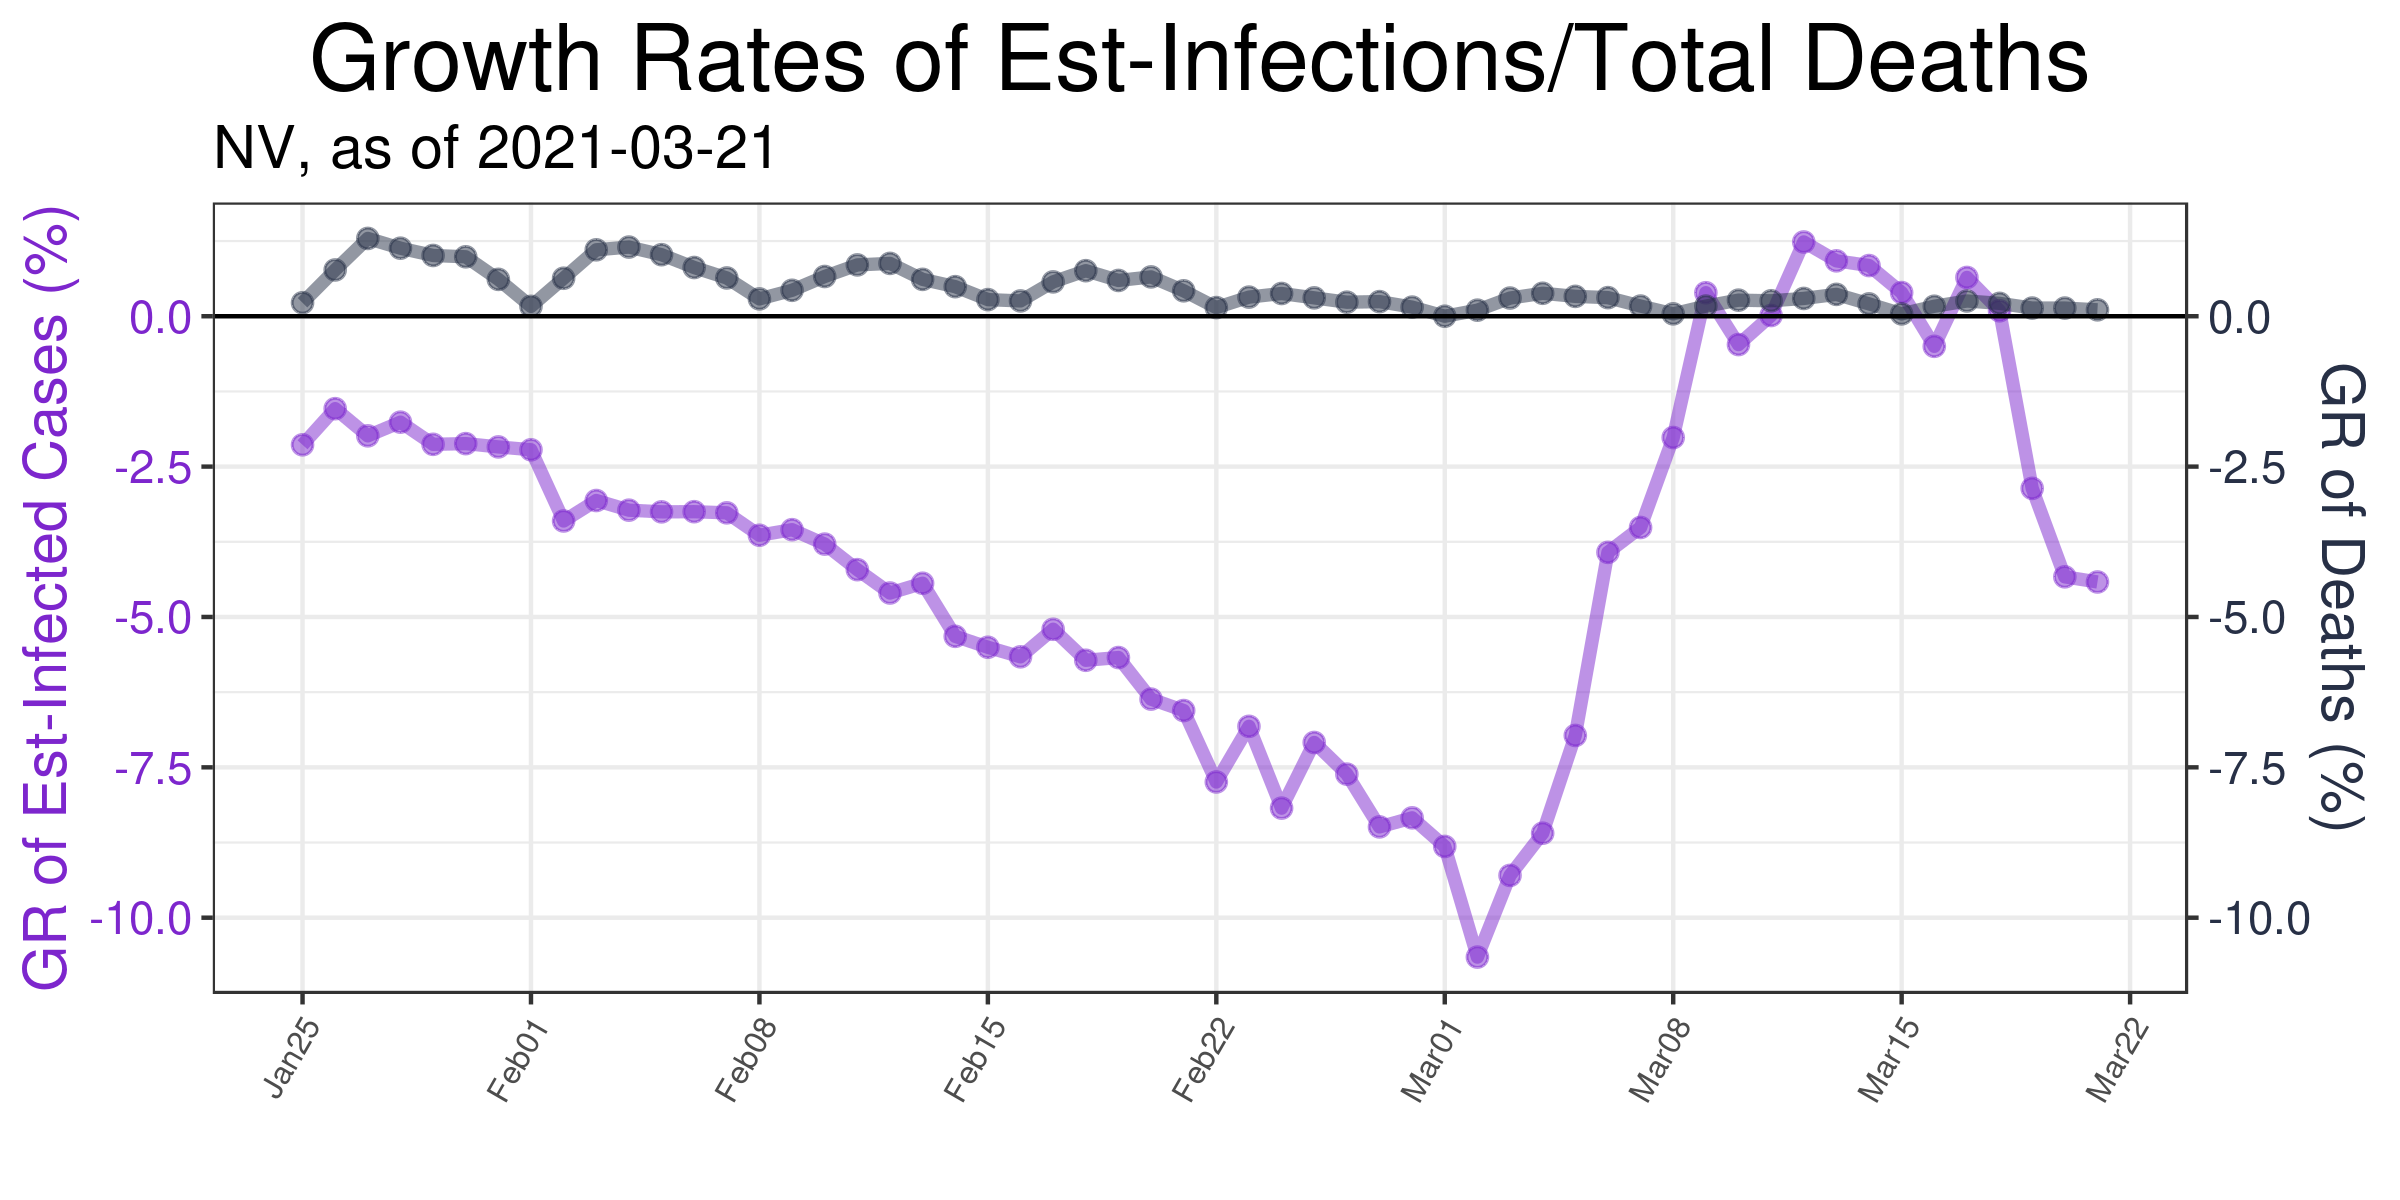 Growth Rates of Est-Infections/Total Deaths
NV, as of 2021-03-21
GR of Est-Infected Cases (%)
0.0
-2.5
-5.0
-7.5
-10.0
0.0
-2.5
-5.0
-7.5
-10.0
GR of Deaths (%)
Jan25
Feb01
Feb08
Feb15
Feb22
Mar01
Mar08
Mar15
Mar22